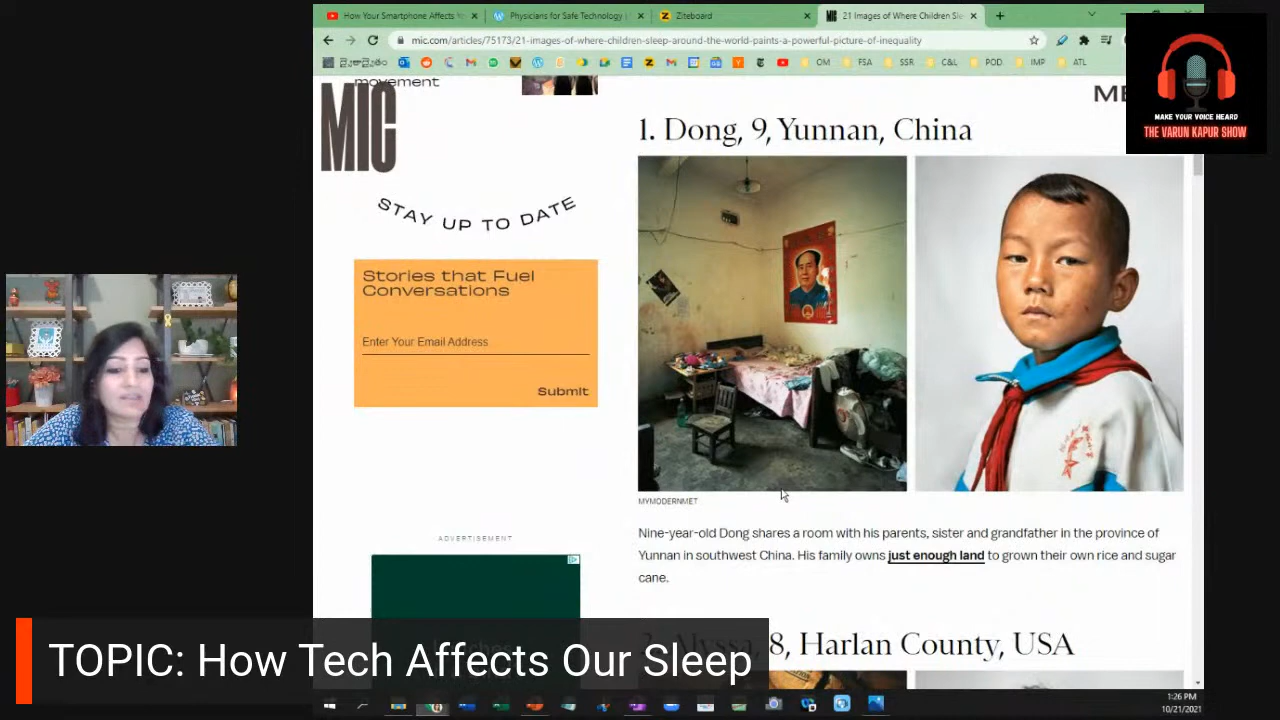 How Your Smartphone Affects
Physicians for Safe Technology |
Ziteboard
21 Images of Where Children Sle
mic.com/articles/75173/21-images-of-where-children-sleep-around-the-world-paints-a-powerful-picture-of-inequality
OM
FSA
SSR
C&L
POD
IMP
ATL
MAKE YOUR VOICE HEARD
THE VARUN KAPUR SHOW
movement
MIC
ME
1. Dong, 9, Yunnan, China
STAY UP TO DATE
Stories that Fuel
Conversations
Enter Your Email Address
Submit
MYMODERNMET
Nine-year-old Dong shares a room with his parents, sister and grandfather in the province of
Yunnan in southwest China. His family owns just enough land to grown their own rice and sugar
cane.
ADVERTISEMENT
2. Alyssa, 8, Harlan County, USA
TOPIC: How Tech Affects Our Sleep
1:26 PM
10/21/2021